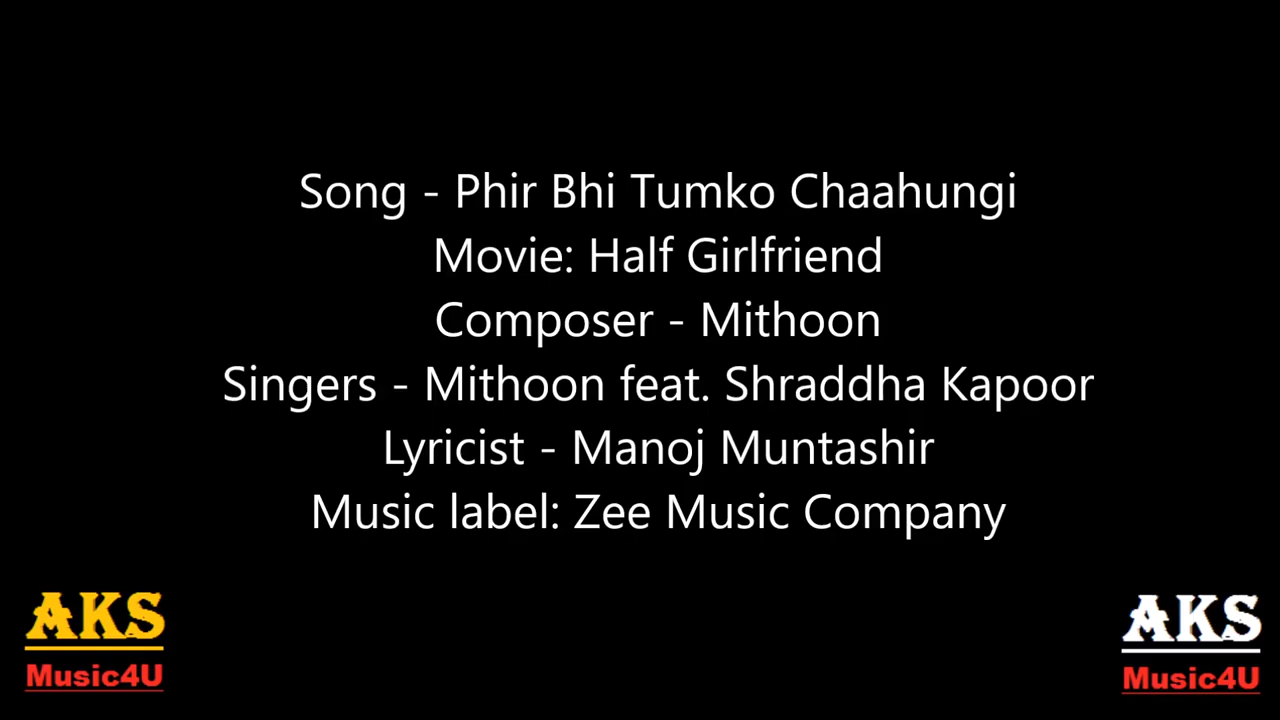 Song - Phir Bhi Tumko Chaahungi
Movie: Half Girlfriend
Composer - Mithoon
Singers - Mithoon feat. Shraddha Kapoor
Lyricist - Manoj Muntashir
Music label: Zee Music Company
AKS
Music4U
AKS
Music4U